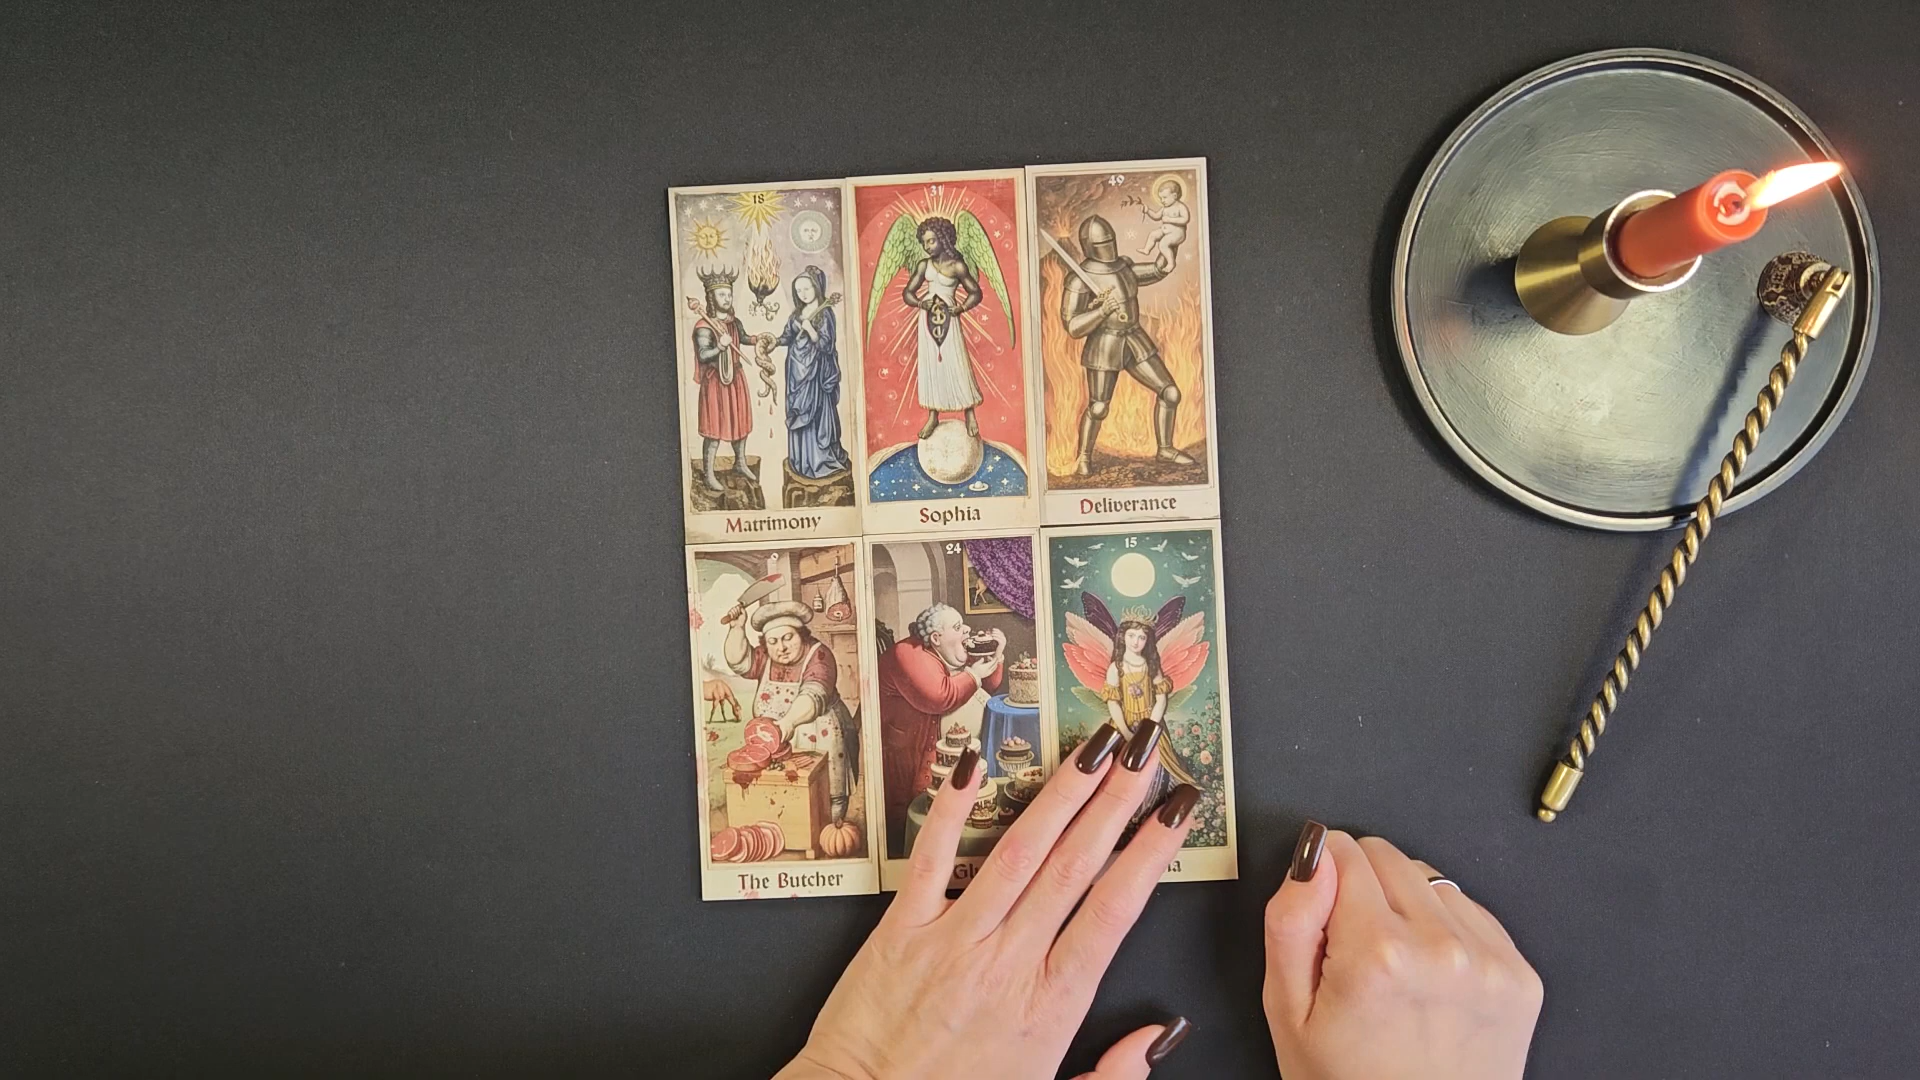 18
Matrimony
31
Sophia
49
Deliverance
The Butcher
24
15